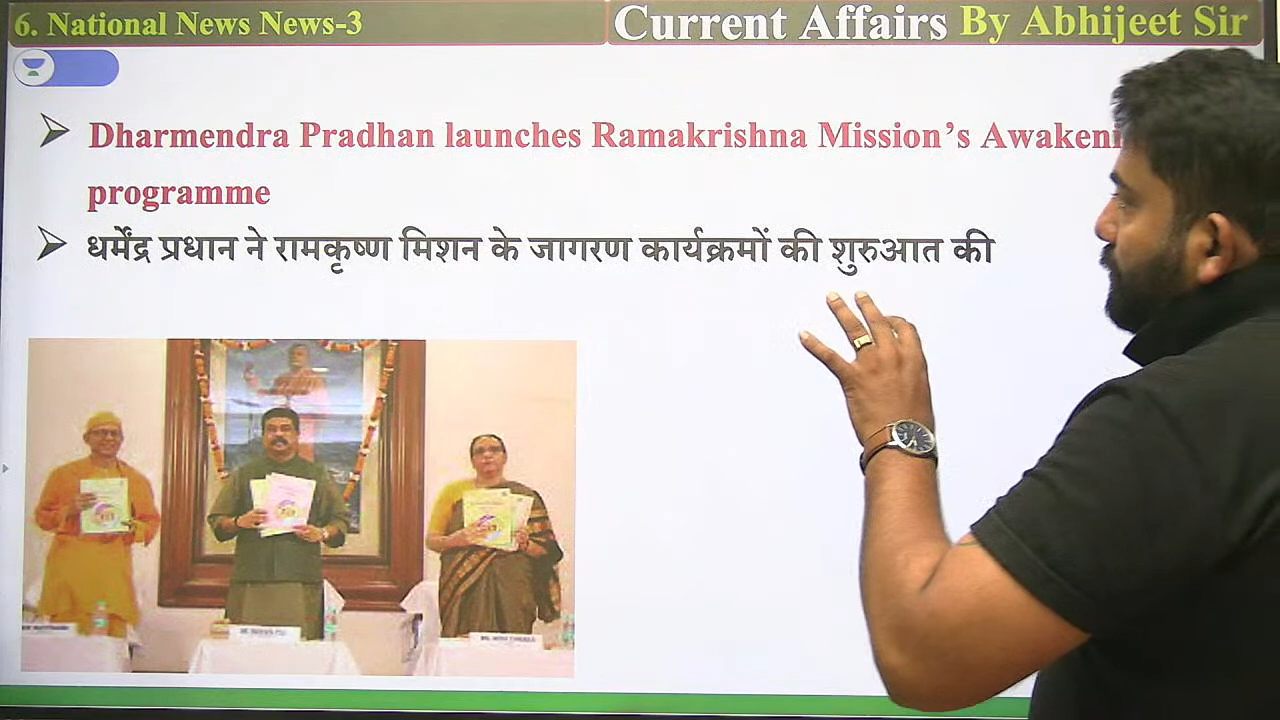 6. National News News-3
Current Affairs By Abhijeet Sir
Dharmendra Pradhan launches Ramakrishna Mission’s
programme
धर्मेंद्र प्रधान ने रामकृष्ण मिशन के जागरण कार्यक्रमों की शुरुआत की